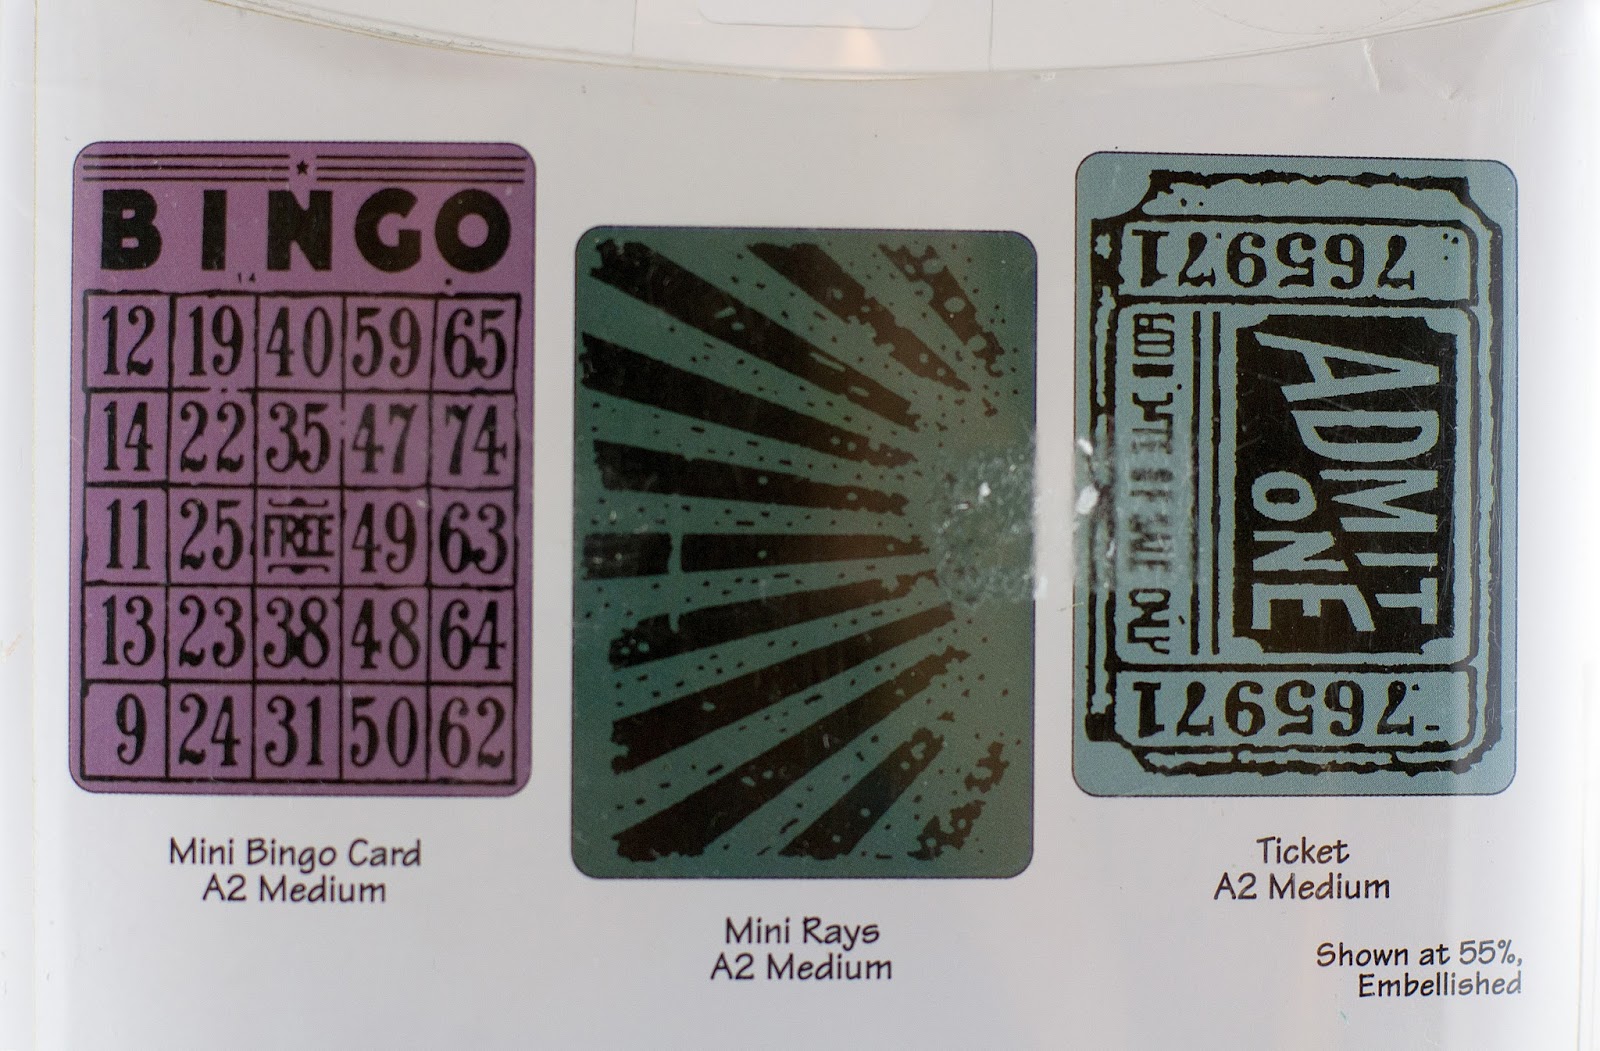 BINGO
14
12 19 40 59 65
14 22 35 47 74
11 25 FREE 49 63
13 23 38 48 64
9 24 31 50 62
Mini Bingo Card
A2 Medium
Mini Rays
A2 Medium
765971
ADMIT
ONE
765971
Ticket
A2 Medium
Shown at 55%,
Embellished